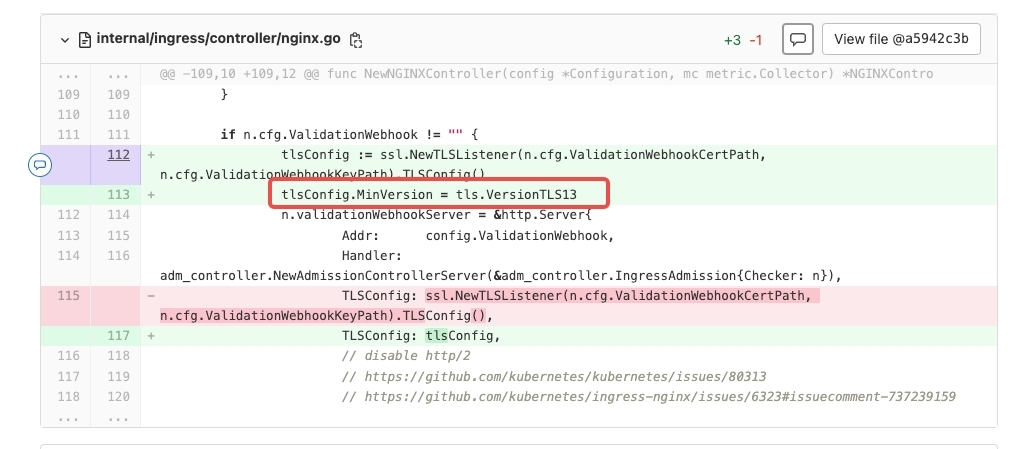 internal/ingress/controller/nginx.go
+3 -1
View file @a5942c3b
... ... @@ -109,10 +109,12 @@ func NewNGINXController(config *Configuration, mc metric.Collector) *NGINXContro
109 109 }
110 110
111 111 if n.cfg.ValidationWebhook != "" {
112 + tlsConfig := ssl.NewTLSListener(n.cfg.ValidationWebhookCertPath,
n.cfg.ValidationWebhookKeyPath).TLSConfig()
113 + tlsConfig.MinVersion = tls.VersionTLS13
112 114 n.validationWebhookServer = &http.Server{
113 115 Addr: config.ValidationWebhook,
114 116 Handler:
adm_controller.NewAdmissionControllerServer(&adm_controller.IngressAdmission{Checker: n}),
115 - TLSConfig: ssl.NewTLSListener(n.cfg.ValidationWebhookCertPath,
n.cfg.ValidationWebhookKeyPath).TLSConfig(),
117 + TLSConfig: tlsConfig,
116 118 // disable http/2
117 119 // https://github.com/kubernetes/kubernetes/issues/80313
118 120 // https://github.com/kubernetes/ingress-nginx/issues/6323#issuecomment-737239159
... ...